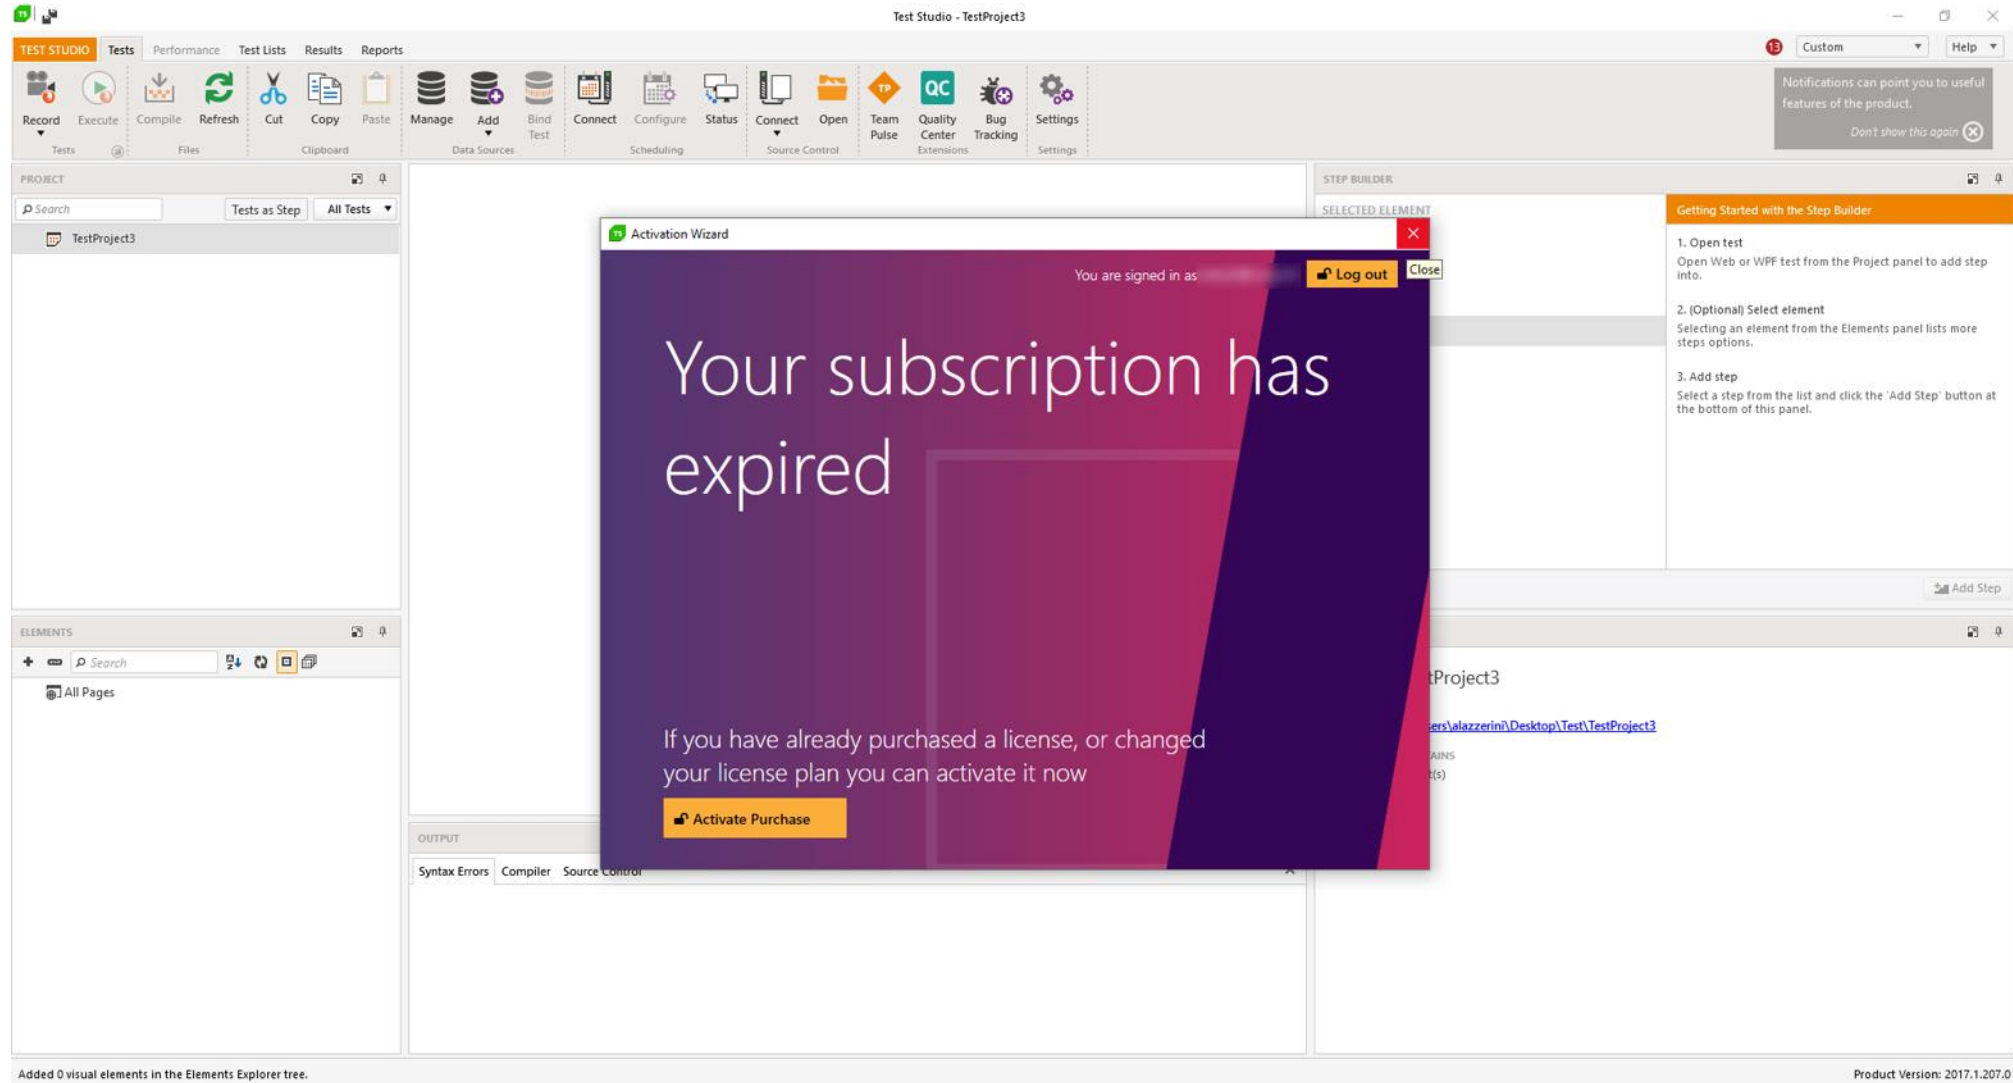 TS
Test Studio - TestProject3
TEST STUDIO Tests Performance Test Lists Results Reports
13 Custom Help
Record Execute Compile Refresh Cut Copy Paste Manage Add Bind Test Connect Configure Status Connect Open Team Pulse Quality Center Bug Tracking Settings
TP QC
Tests Files Clipboard Data Sources Scheduling Source Control Extensions Settings
Notifications can point you to useful
features of the product.
Don't show this again
PROJECT
Search Tests as Step All Tests
TestProject3
STEP BUILDER
SELECTED ELEMENT
Getting Started with the Step Builder
1. Open test
Open Web or WPF test from the Project panel to add step
into.
2. (Optional) Select element
Selecting an element from the Elements panel lists more
steps options.
3. Add step
Select a step from the list and click the 'Add Step' button at
the bottom of this panel.
Add Step
TS Activation Wizard
Close
You are signed in as
Log out
Your subscription has
expired
If you have already purchased a license, or changed
your license plan you can activate it now
Activate Purchase
ELEMENTS
Search
All Pages
tProject3
ers\alazzerini\Desktop\Test\TestProject3
AINS
t(s)
OUTPUT
Syntax Errors Compiler Source Control
Added 0 visual elements in the Elements Explorer tree.
Product Version: 2017.1.207.0